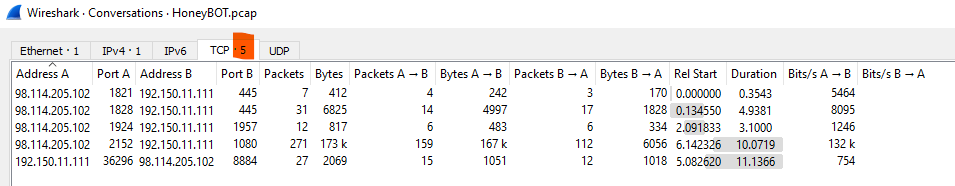 Wireshark · Conversations · HoneyBOT.pcap
Ethernet · 1 IPv4 · 1 IPv6 TCP · 5 UDP
Address A Port A Address B Port B Packets Bytes Packets A → B Bytes A → B Packets B → A Bytes B → A Rel Start Duration Bits/s A → B Bits/s B → A
98.114.205.102 1821 192.150.11.111 445 7 412 4 242 3 170 0.000000 0.3543 5464
98.114.205.102 1828 192.150.11.111 445 31 6825 14 4997 17 1828 0.134550 4.9381 8095
98.114.205.102 1924 192.150.11.111 1957 12 817 6 483 6 334 2.091833 3.1000 1246
98.114.205.102 2152 192.150.11.111 1080 271 173 k 159 167 k 112 6056 6.142326 10.0719 132 k
192.150.11.111 36296 98.114.205.102 8884 27 2069 15 1051 12 1018 5.082620 11.1366 754